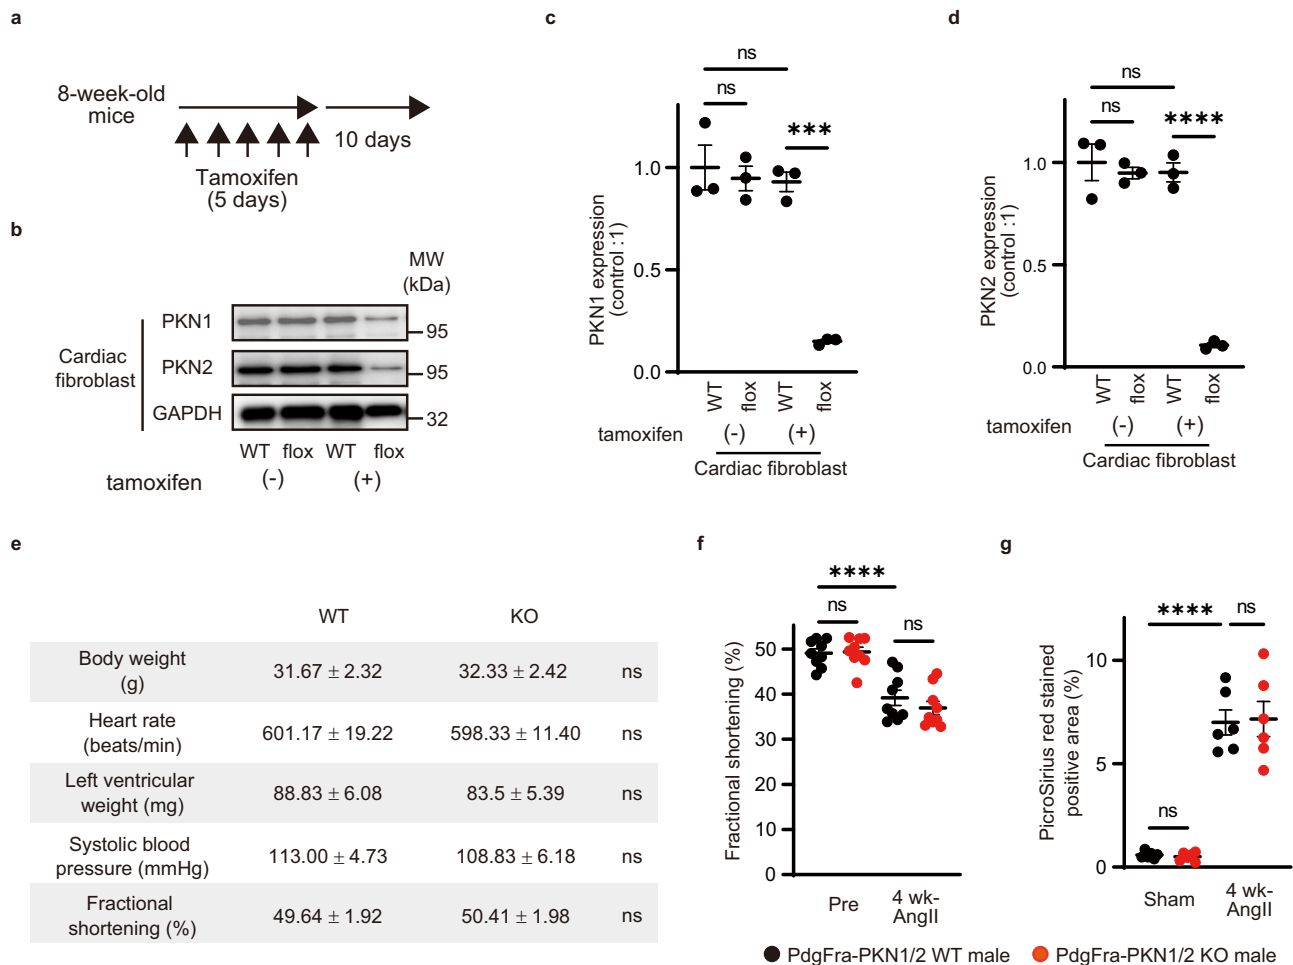 a
8-week-old
mice
10 days
Tamoxifen
(5 days)
b
MW
(kDa)
PKN1
95
Cardiac
fibroblast
PKN2
95
GAPDH
32
WT flox WT flox
tamoxifen (-) (+)
c
ns
ns
***
1.0
0.5
0.0
PKN1 expression
(control :1)
WT flox WT flox
tamoxifen (-) (+)
Cardiac fibroblast
d
ns
ns
****
1.0
0.5
0.0
PKN2 expression
(control :1)
WT flox WT flox
tamoxifen (-) (+)
Cardiac fibroblast
e
WT KO
Body weight
(g)
31.67 ± 2.32 32.33 ± 2.42 ns
Heart rate
(beats/min)
601.17 ± 19.22 598.33 ± 11.40 ns
Left ventricular
weight (mg)
88.83 ± 6.08 83.5 ± 5.39 ns
Systolic blood
pressure (mmHg)
113.00 ± 4.73 108.83 ± 6.18 ns
Fractional
shortening (%)
49.64 ± 1.92 50.41 ± 1.98 ns
f
****
ns
ns
50
40
30
20
10
0
Fractional shortening (%)
Pre
4 wk-
AngII
g
****
ns
ns
10
5
0
PicroSirius red stained
positive area (%)
Sham
4 wk-
AngII
PdgFra-PKN1/2 WT male
PdgFra-PKN1/2 KO male